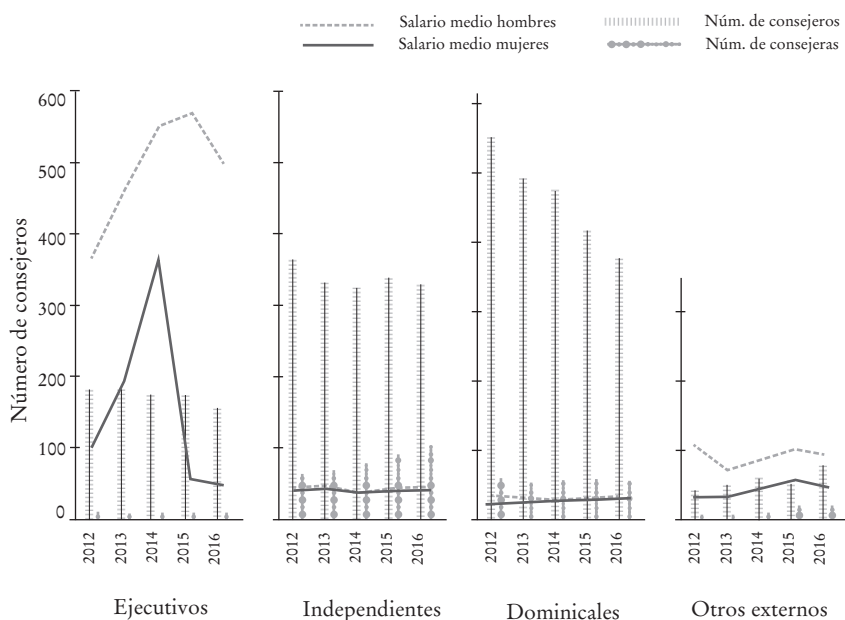 Salario medio hombres
Núm. de consejeros
Salario medio mujeres
Núm. de consejeras
Número de consejeros
600
500
400
300
200
100
0
2012 2013 2014 2015 2016
2012 2013 2014 2015 2016
2012 2013 2014 2015 2016
2012 2013 2014 2015 2016
Ejecutivos
Independientes
Dominicales
Otros externos